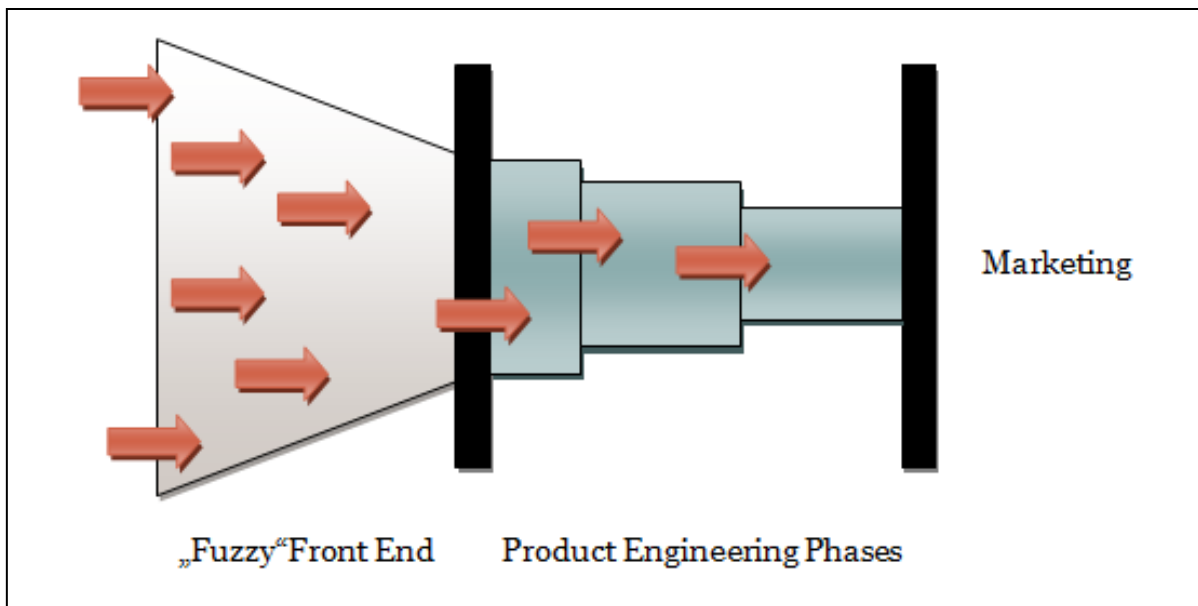 Marketing
„Fuzzy“Front End
Product Engineering Phases